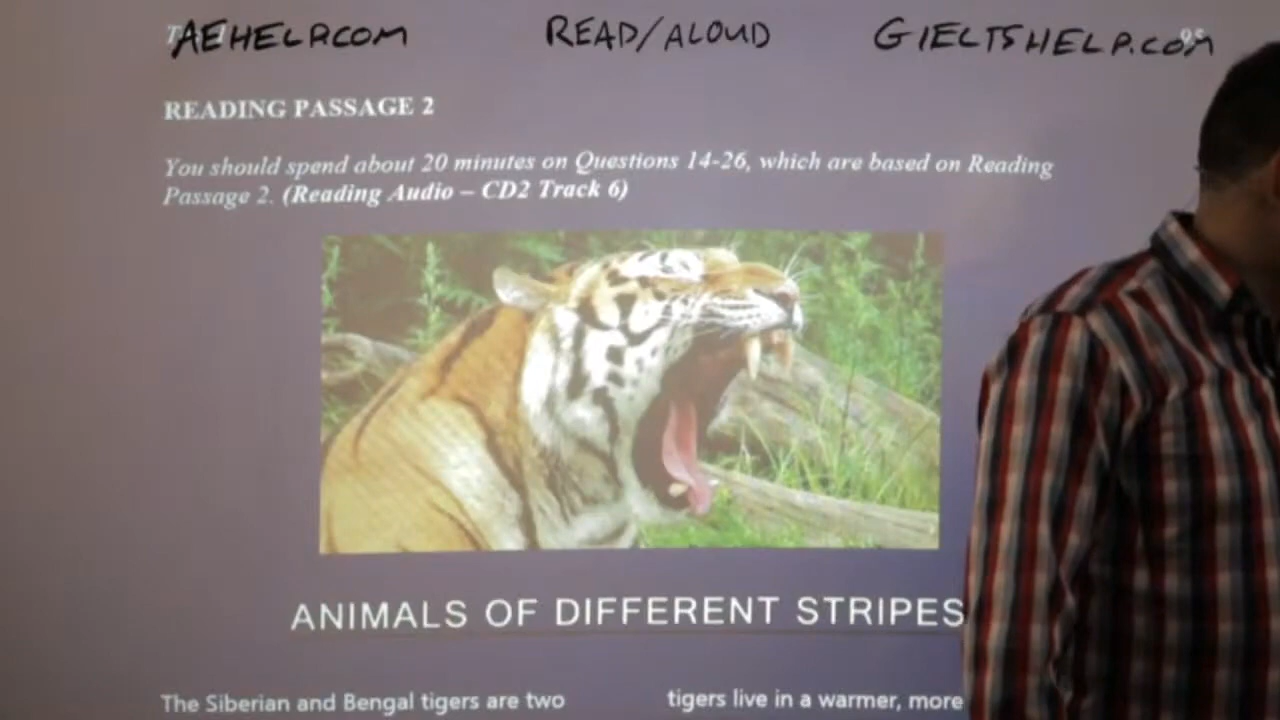 AEHELP.COM READ/ALOUD GIELTSHELP.COM
95
READING PASSAGE 2
You should spend about 20 minutes on Questions 14-26, which are based on Reading
Passage 2. (Reading Audio – CD2 Track 6)
ANIMALS OF DIFFERENT STRIPES
The Siberian and Bengal tigers are two
tigers live in a warmer, more